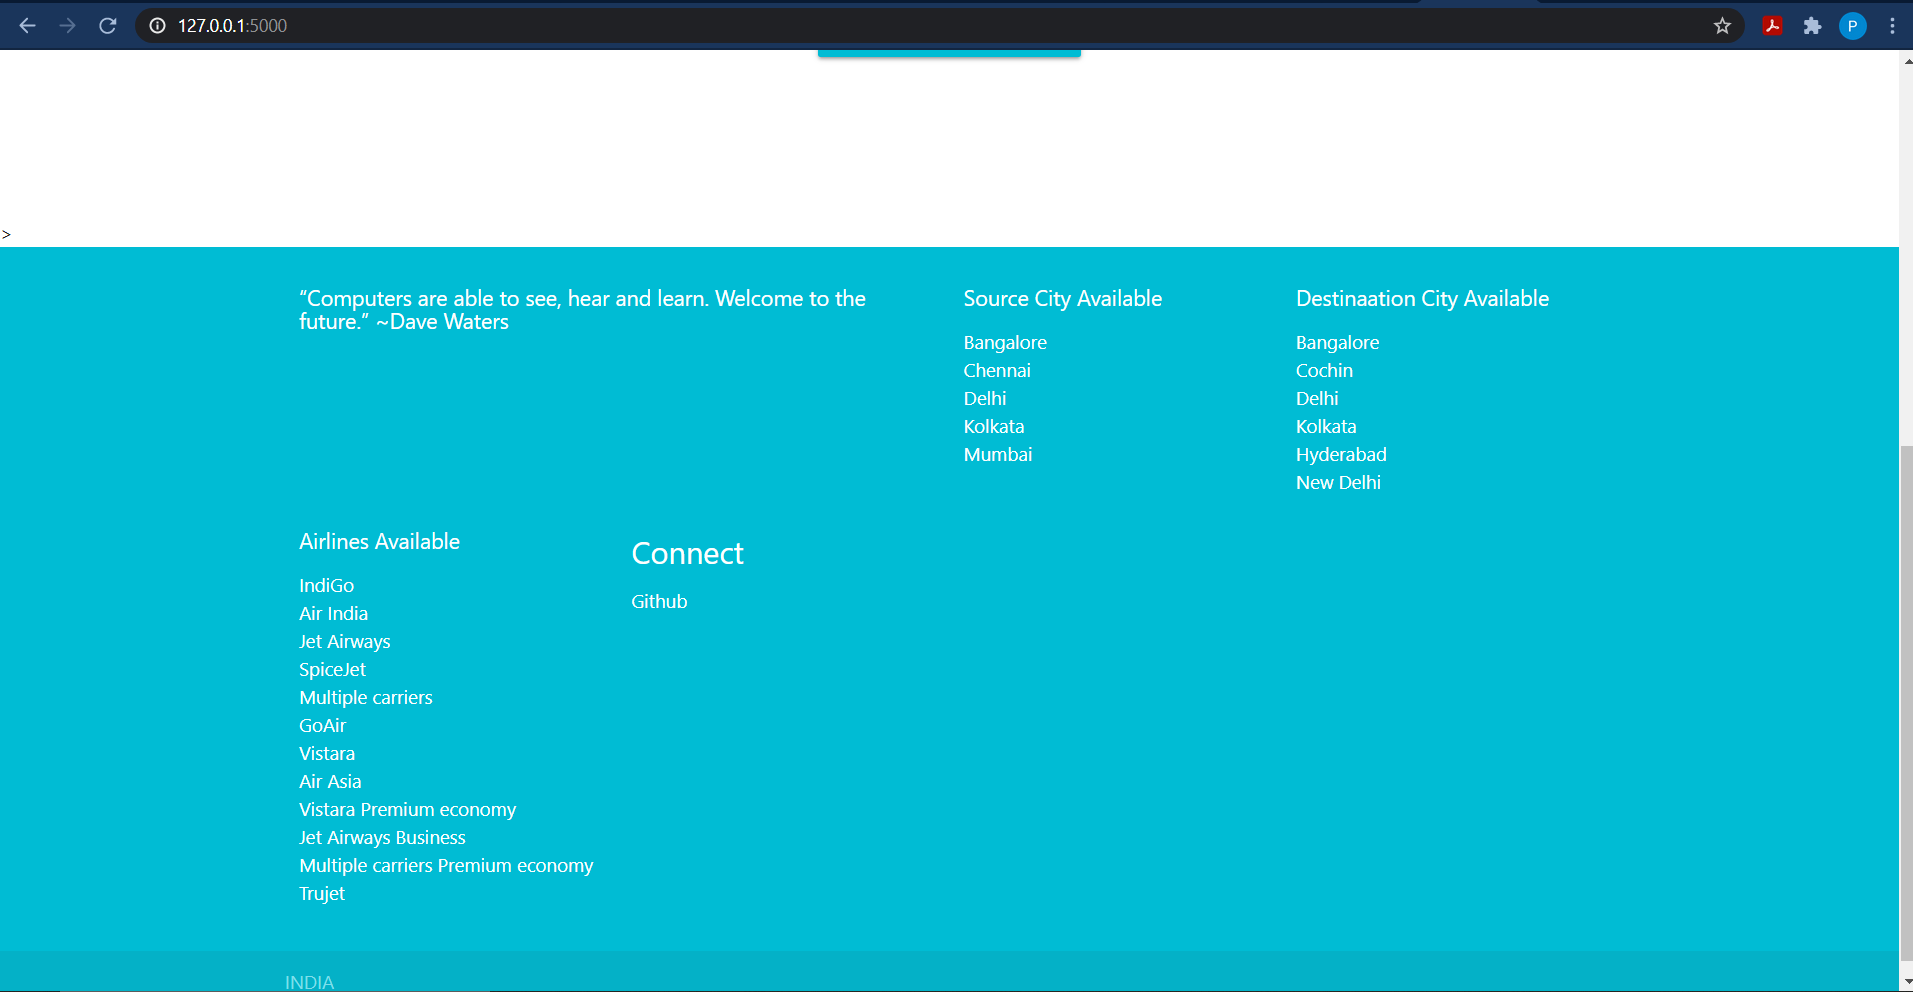 127.0.0.1:5000
P
>
“Computers are able to see, hear and learn. Welcome to the
future.” ~Dave Waters
Source City Available
Bangalore
Chennai
Delhi
Kolkata
Mumbai
Destinaation City Available
Bangalore
Cochin
Delhi
Kolkata
Hyderabad
New Delhi
Airlines Available
IndiGo
Air India
Jet Airways
SpiceJet
Multiple carriers
GoAir
Vistara
Air Asia
Vistara Premium economy
Jet Airways Business
Multiple carriers Premium economy
Trujet
Connect
Github
INDIA